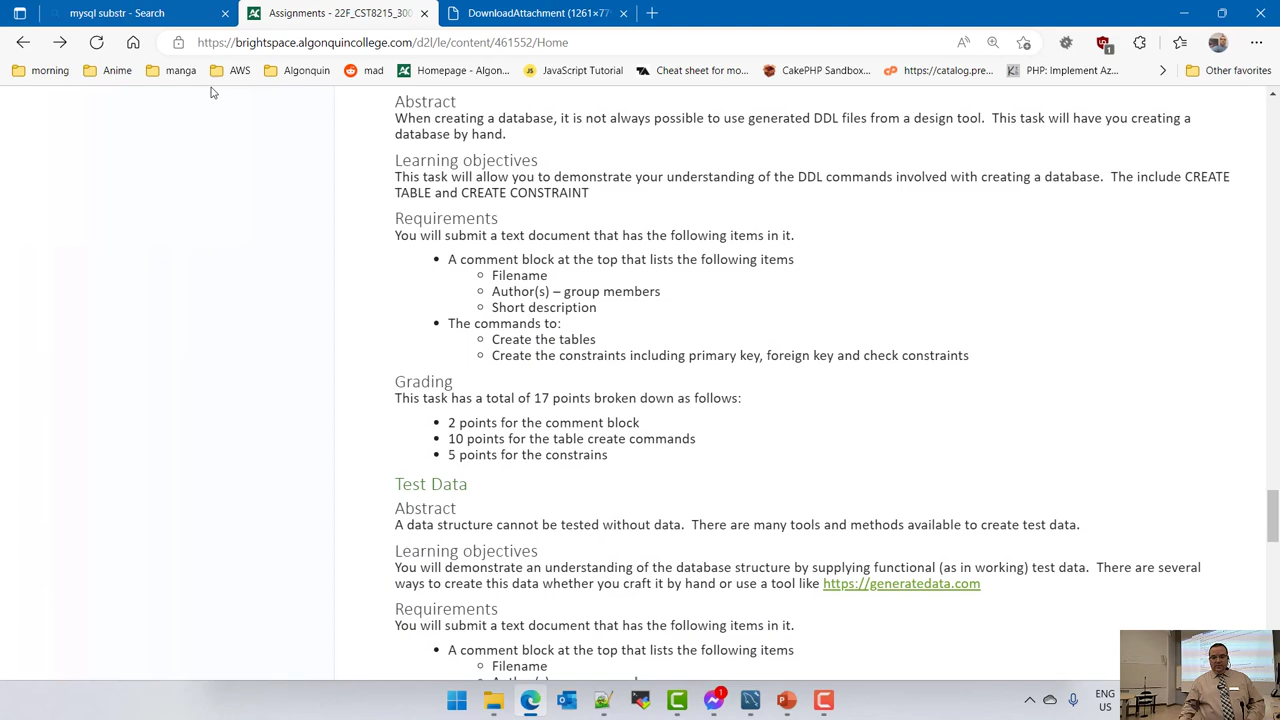 mysql substr - Search
Assignments - 22F_CST8215_300
DownloadAttachment (1261×77
https://brightspace.algonquincollege.com/d2l/le/content/461552/Home
morning
Anime
manga
AWS
Algonquin
mad
Homepage - Algon...
JavaScript Tutorial
Cheat sheet for mo...
CakePHP Sandbox...
https://catalog.pre...
PHP: Implement Az...
Other favorites
Abstract
When creating a database, it is not always possible to use generated DDL files from a design tool. This task will have you creating a
database by hand.
Learning objectives
This task will allow you to demonstrate your understanding of the DDL commands involved with creating a database. The include CREATE
TABLE and CREATE CONSTRAINT
Requirements
You will submit a text document that has the following items in it.
• A comment block at the top that lists the following items
○ Filename
○ Author(s) – group members
○ Short description
• The commands to:
○ Create the tables
○ Create the constraints including primary key, foreign key and check constraints
Grading
This task has a total of 17 points broken down as follows:
• 2 points for the comment block
• 10 points for the table create commands
• 5 points for the constrains
Test Data
Abstract
A data structure cannot be tested without data. There are many tools and methods available to create test data.
Learning objectives
You will demonstrate an understanding of the database structure by supplying functional (as in working) test data. There are several
ways to create this data whether you craft it by hand or use a tool like https://generatedata.com
Requirements
You will submit a text document that has the following items in it.
• A comment block at the top that lists the following items
○ Filename
1
1
ENG
US